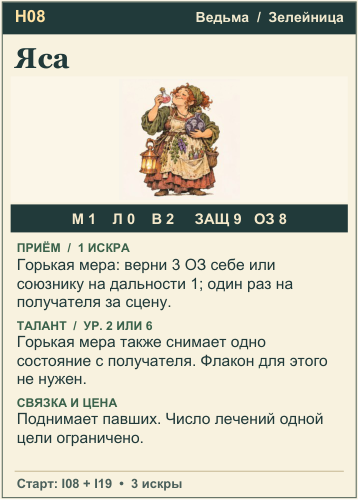 H08
Ведьма / Зелейница
Яса
М 1 Л 0 В 2 ЗАЩ 9 ОЗ 8
ПРИЁМ / 1 ИСКРА
Горькая мера: верни 3 ОЗ себе или
союзнику на дальности 1; один раз на
получателя за сцену.
ТАЛАНТ / УР. 2 ИЛИ 6
Горькая мера также снимает одно
состояние с получателя. Флакон для этого
не нужен.
СВЯЗКА И ЦЕНА
Поднимает павших. Число лечений одной
цели ограничено.
Старт: I08 + I19 • 3 искры